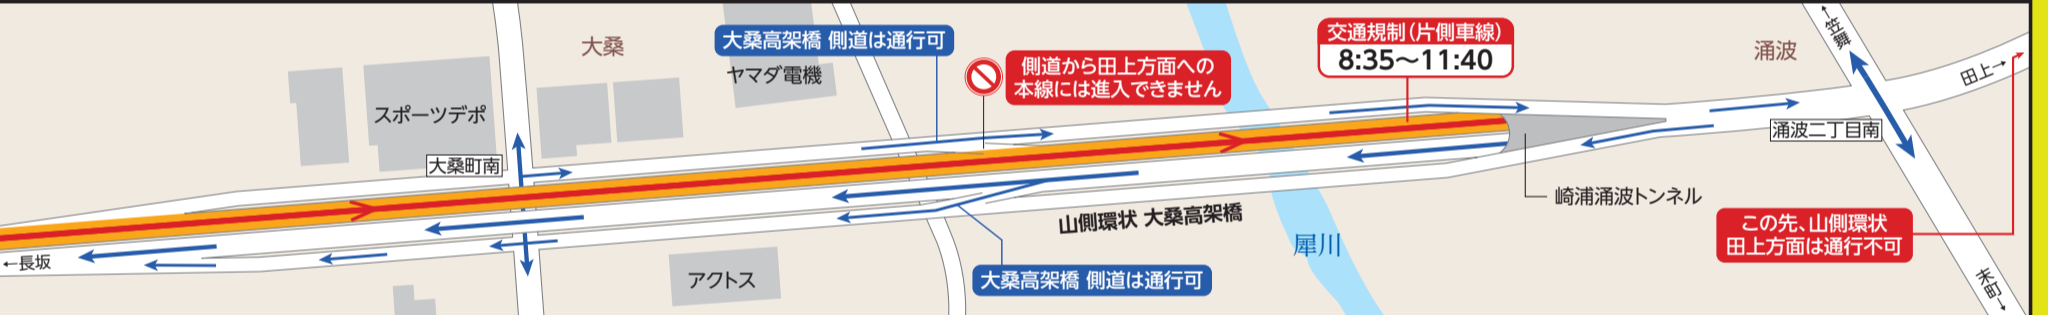 大桑
大桑高架橋 側道は通行可
ヤマダ電機
側道から田上方面への
本線には進入できません
交通規制(片側車線)
8:35〜11:40
涌波
←笠舞
田上→
スポーツデポ
大桑町南
涌波二丁目南
崎浦涌波トンネル
山側環状 大桑高架橋
この先、山側環状
田上方面は通行不可
犀川
←長坂
アクトス
大桑高架橋 側道は通行可
末町→